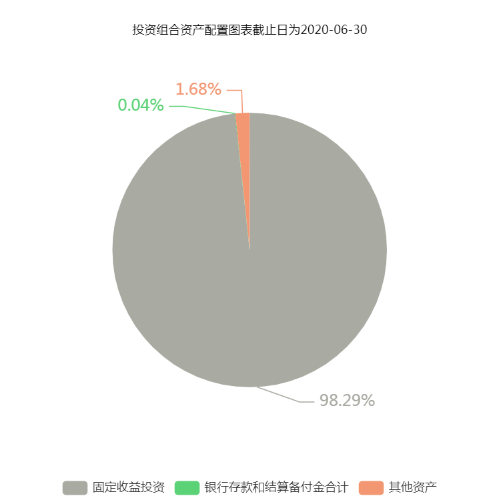 投资组合资产配置图表截止日为2020-06-30
1.68%
0.04%
98.29%
固定收益投资 银行存款和结算备付金合计 其他资产